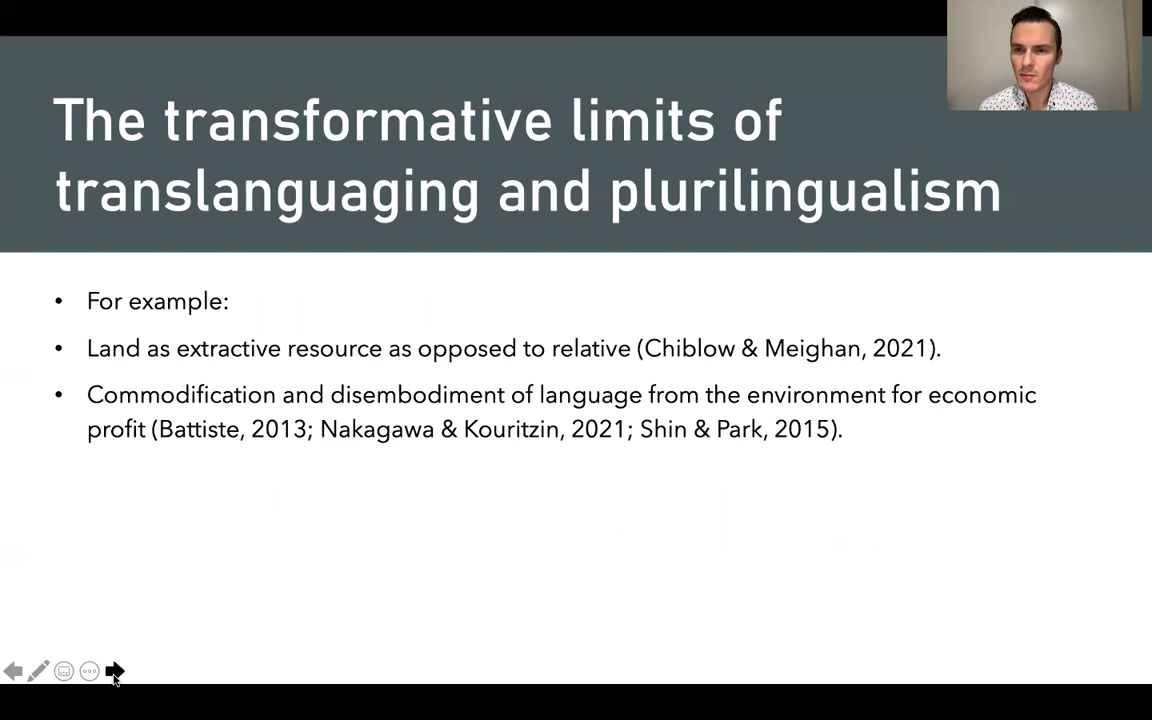 The transformative limits of
translanguaging and plurilingualism
• For example:
• Land as extractive resource as opposed to relative (Chiblow & Meighan, 2021).
• Commodification and disembodiment of language from the environment for economic
profit (Battiste, 2013; Nakagawa & Kouritzin, 2021; Shin & Park, 2015).